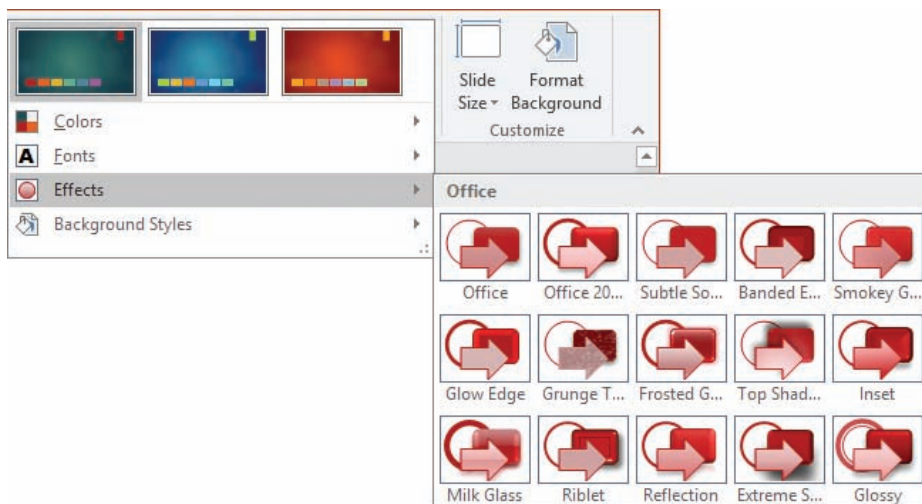 Slide Format
Size Background
Customize
Colors
Fonts
Effects
Background Styles
Office
Office Office 20... Subtle So... Banded E... Smokey G...
Glow Edge Grunge T... Frosted G... Top Shad... Inset
Milk Glass Riblet Reflection Extreme S... Glossy